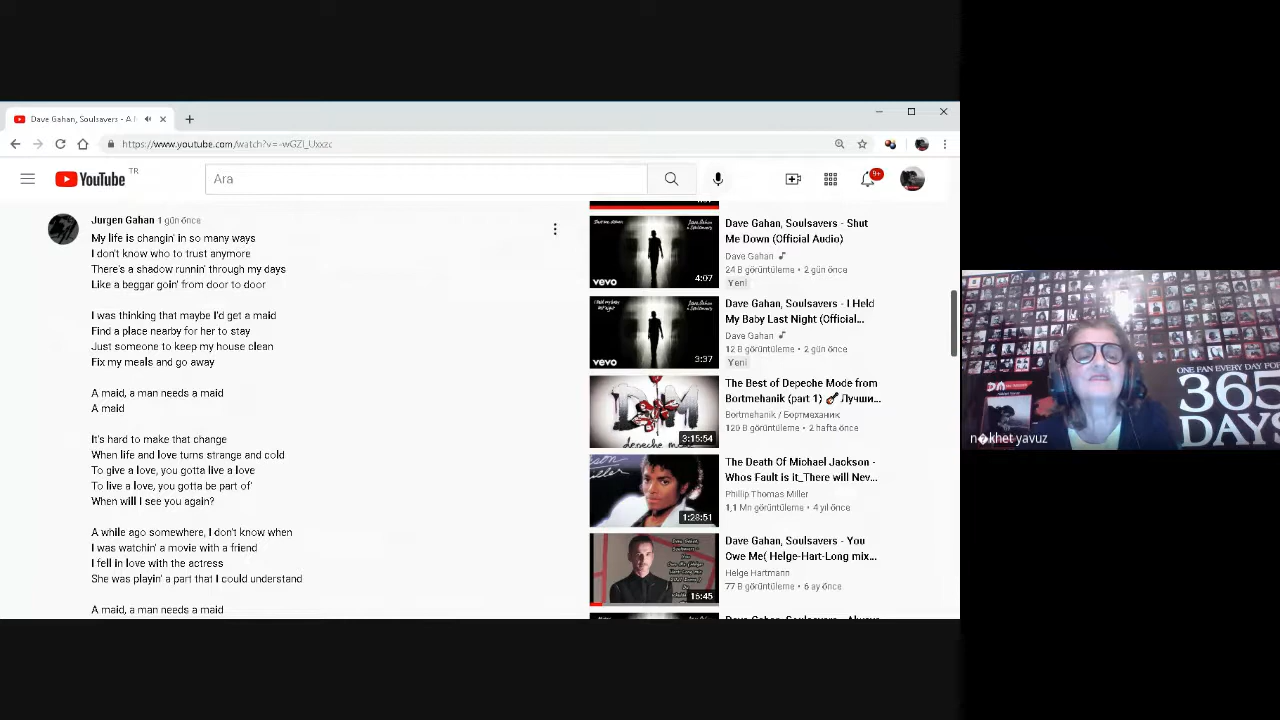 Dave Gahan, Soulsavers - A
YouTube TR
Ara
9+
Jurgen Gahan 1 gün önce
My life is changin' in so many ways
I don't know who to trust anymore
There's a shadow runnin' through my days
Like a beggar goin' from door to door
I was thinking that maybe I'd get a maid
Find a place nearby for her to stay
Just someone to keep my house clean
Fix my meals and go away
A maid, a man needs a maid
A maid
It's hard to make that change
When life and love turns strange and cold
To give a love, you gotta live a love
To live a love, you gotta be part of'
When will I see you again?
A while ago somewhere, I don't know when
I was watchin' a movie with a friend
I fell in love with the actress
She was playin' a part that I could understand
A maid, a man needs a maid
vevo
4:07
Dave Gahan, Soulsavers - Shut
Me Down (Official Audio)
Dave Gahan
24 B görüntüleme • 2 gün önce
Yeni
vevo
3:37
Dave Gahan, Soulsavers - I Held
My Baby Last Night (Official...
Dave Gahan
12 B görüntüleme • 2 gün önce
Yeni
DM
3:15:54
The Best of Depeche Mode from
Bortmehanik (part 1) 🎸 Лучши...
Bortmehanik / Бортмеханик
120 B görüntüleme • 2 hafta önce
1:28:51
The Death Of Michael Jackson -
Whos Fault is it_There will Nev...
Phillip Thomas Miller
1,1 Mn görüntüleme • 4 yıl önce
16:45
Dave Gahan, Soulsavers - You
Owe Me( Helge-Hart-Long mix...
Helge Hartmann
77 B görüntüleme • 6 ay önce
ONE FAN EVERY DAY FOR
365
DAYS
DM
n�khet yavuz